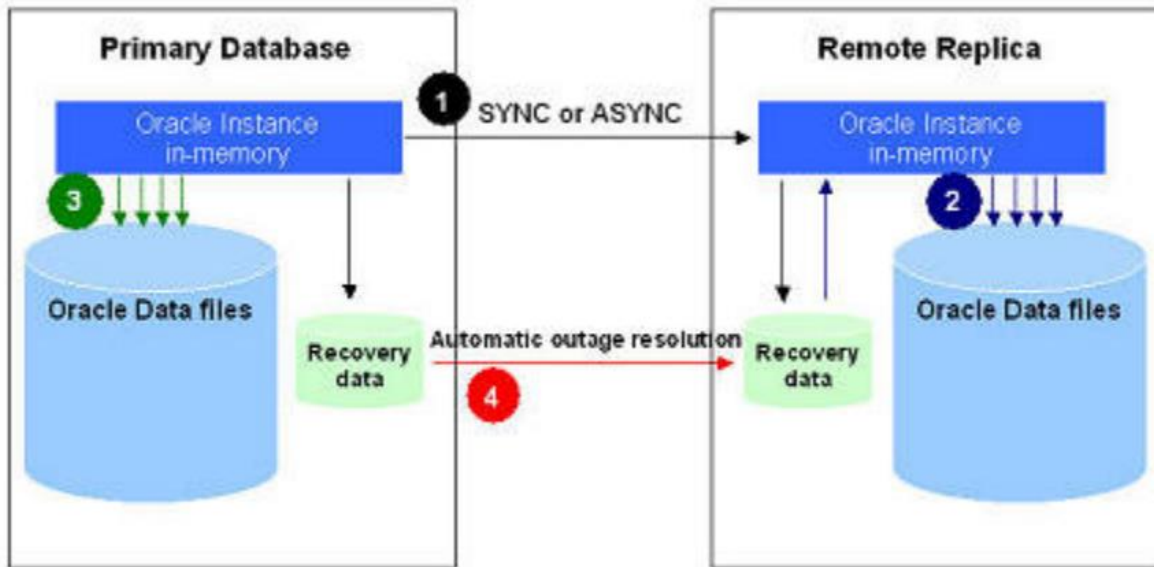 Primary Database
Remote Replica
1
SYNC or ASYNC
Oracle Instance
in-memory
Oracle Instance
in-memory
3
2
Oracle Data files
Oracle Data files
Automatic outage resolution
Recovery
data
Recovery
data
4